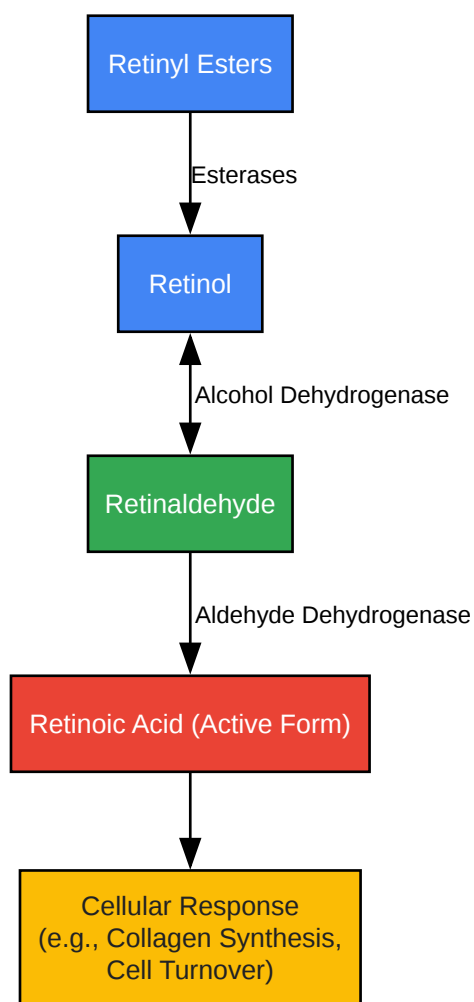 Retinyl Esters
Esterases
Retinol
Alcohol Dehydrogenase
Retinaldehyde
Aldehyde Dehydrogenase
Retinoic Acid (Active Form)
Cellular Response
(e.g., Collagen Synthesis,
Cell Turnover)